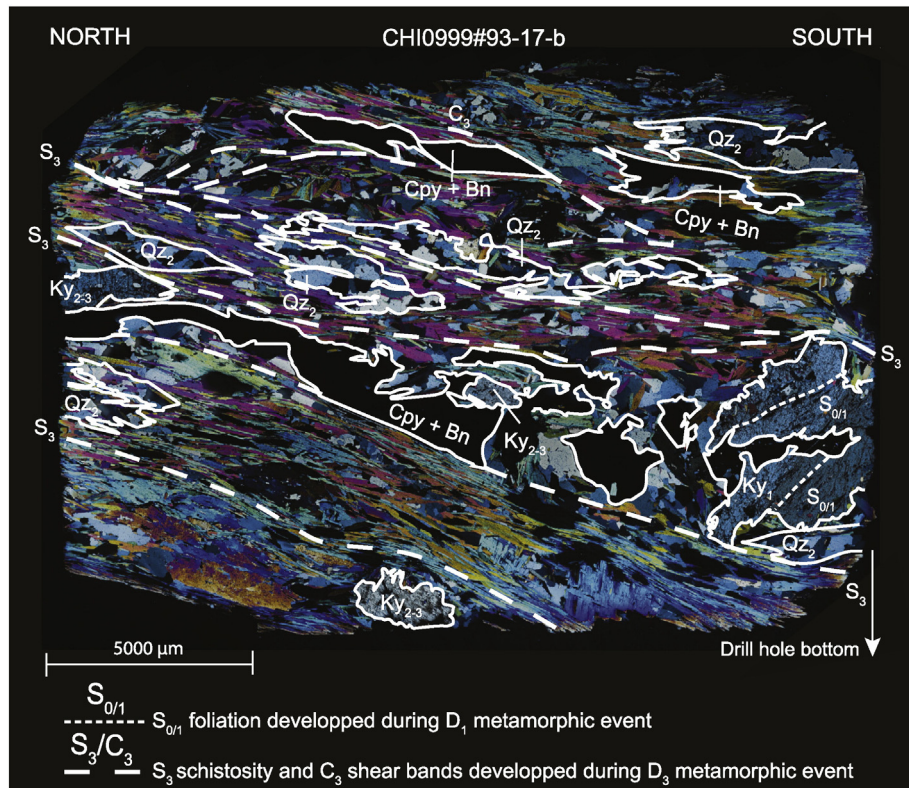 NORTH CHI0999#93-17-b SOUTH
C₃
Qz₂
S₃
Cpy + Bn
Cpy + Bn
S₃
Qz₂
Qz₂
Ky₂₋₃
Qz₂
S₃
S₀/₁
Qz₂
Cpy + Bn
Ky₂₋₃
S₃
Ky₁
S₀/₁
Qz₂
S₃
Ky₂₋₃
5000 µm
Drill hole bottom
S₀/₁
S₀/₁ foliation developped during D₁ metamorphic event
S₃/C₃
S₃ schistosity and C₃ shear bands developped during D₃ metamorphic event